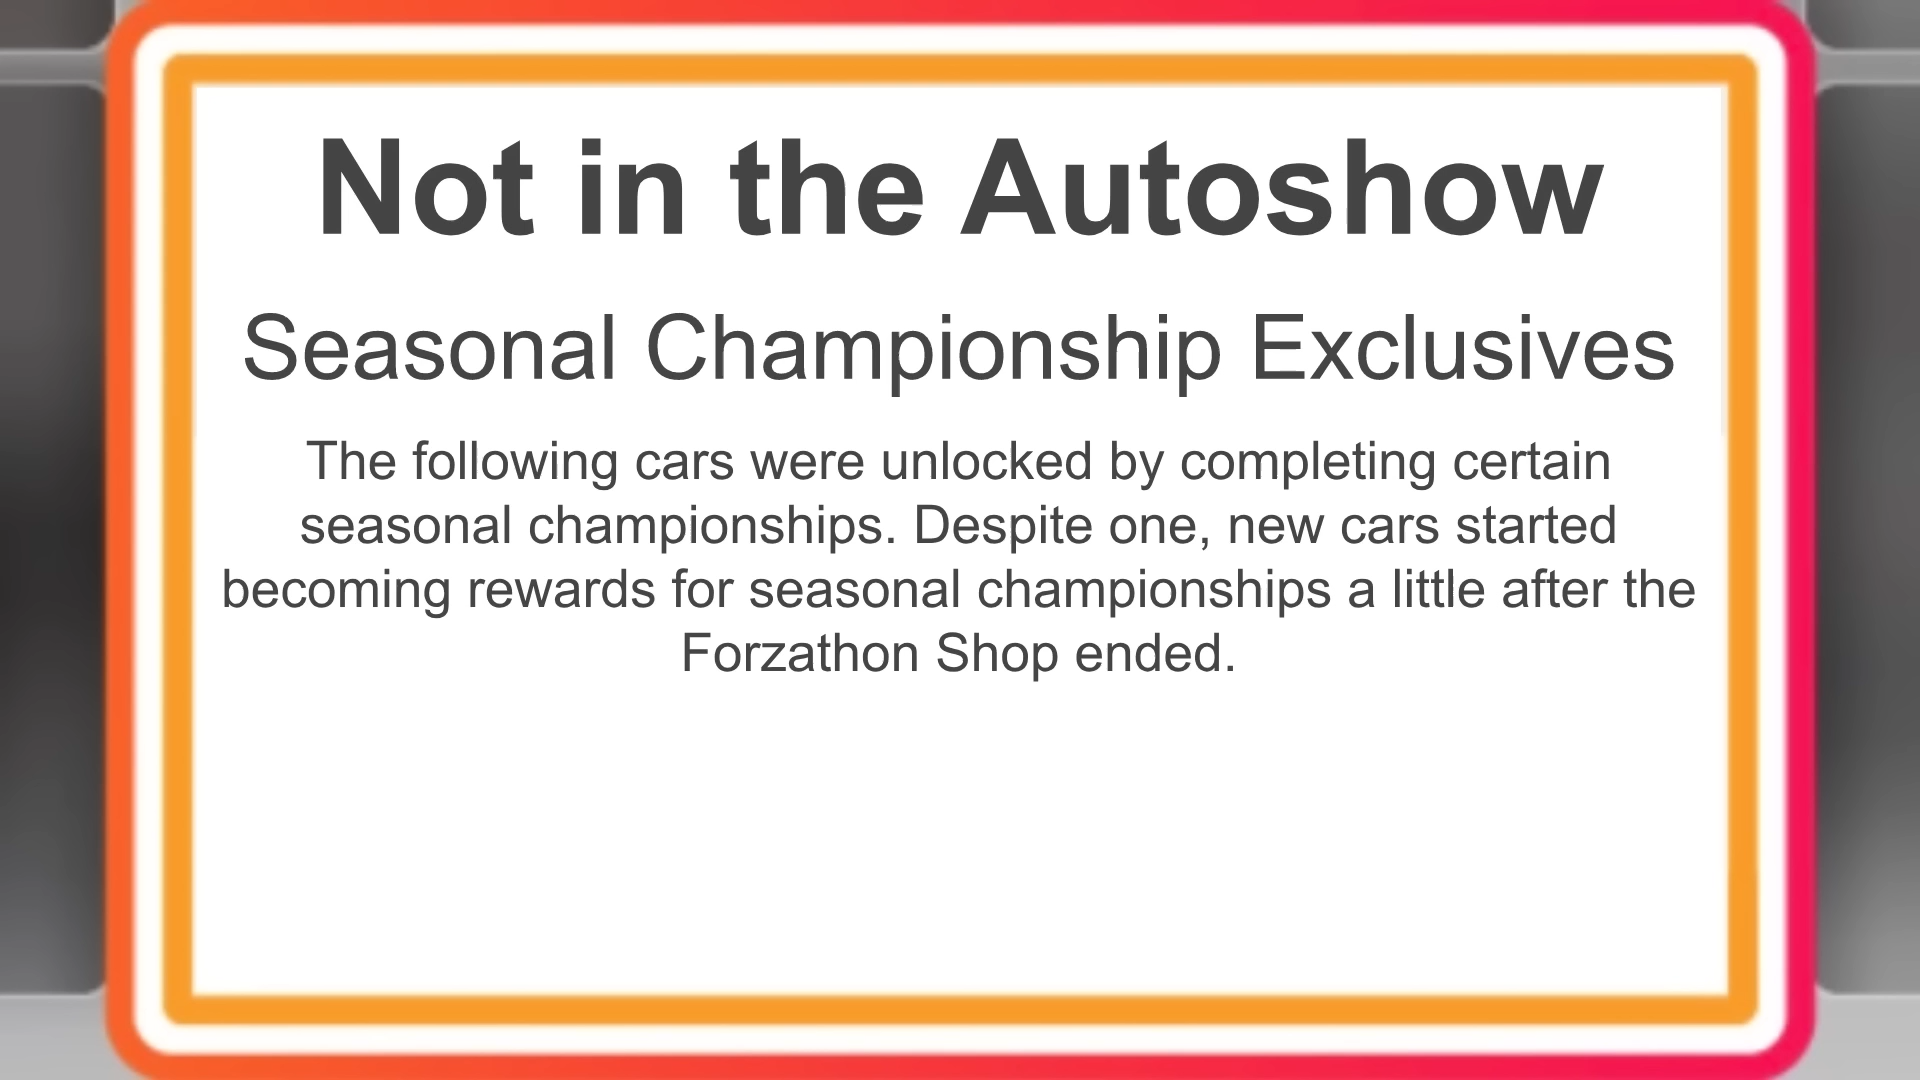 Not in the Autoshow
Seasonal Championship Exclusives
The following cars were unlocked by completing certain
seasonal championships. Despite one, new cars started
becoming rewards for seasonal championships a little after the
Forzathon Shop ended.